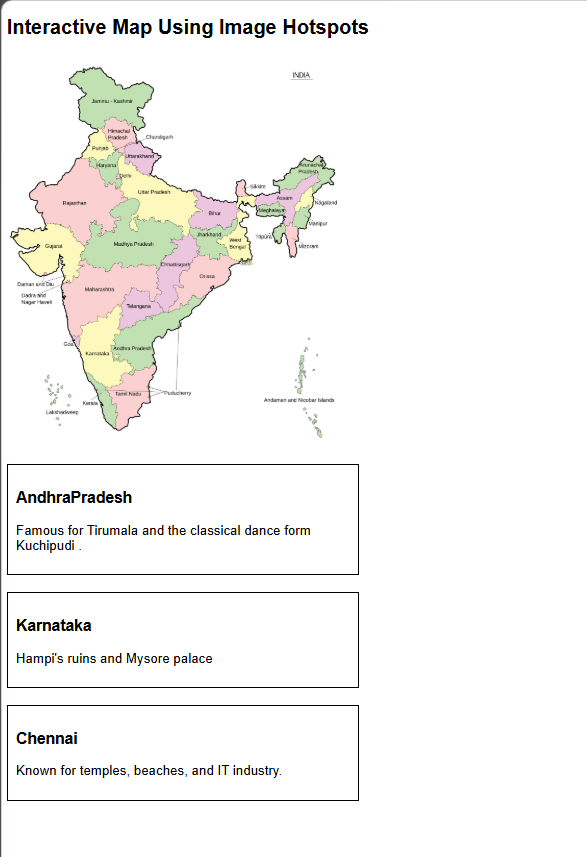 Interactive Map Using Image Hotspots
INDIA
Jammu - Kashmir
Himachal
Pradesh
Chandigarh
Punjab
Uttarakhand
Haryana
Delhi
Arunachal
Pradesh
Sikkim
Uttar Pradesh
Assam
Nagaland
Rajasthan
Meghalaya
Bihar
Manipur
Tripura
Jharkhand
West
Bengal
Mizoram
Gujarat
Madhya Pradesh
Chhattisgarh
Orissa
Daman and Diu
Dadra and
Nagar Haveli
Maharashtra
Telangana
Goa
Karnataka
Andhra Pradesh
Tamil Nadu
Puducherry
Kerala
Lakshadweep
Andaman and Nicobar Islands
AndhraPradesh
Famous for Tirumala and the classical dance form
Kuchipudi .
Karnataka
Hampi's ruins and Mysore palace
Chennai
Known for temples, beaches, and IT industry.